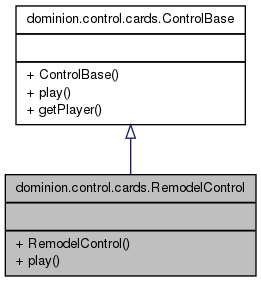 dominion.control.cards.ControlBase
+ ControlBase()
+ play()
+ getPlayer()
dominion.control.cards.RemodelControl
+ RemodelControl()
+ play()